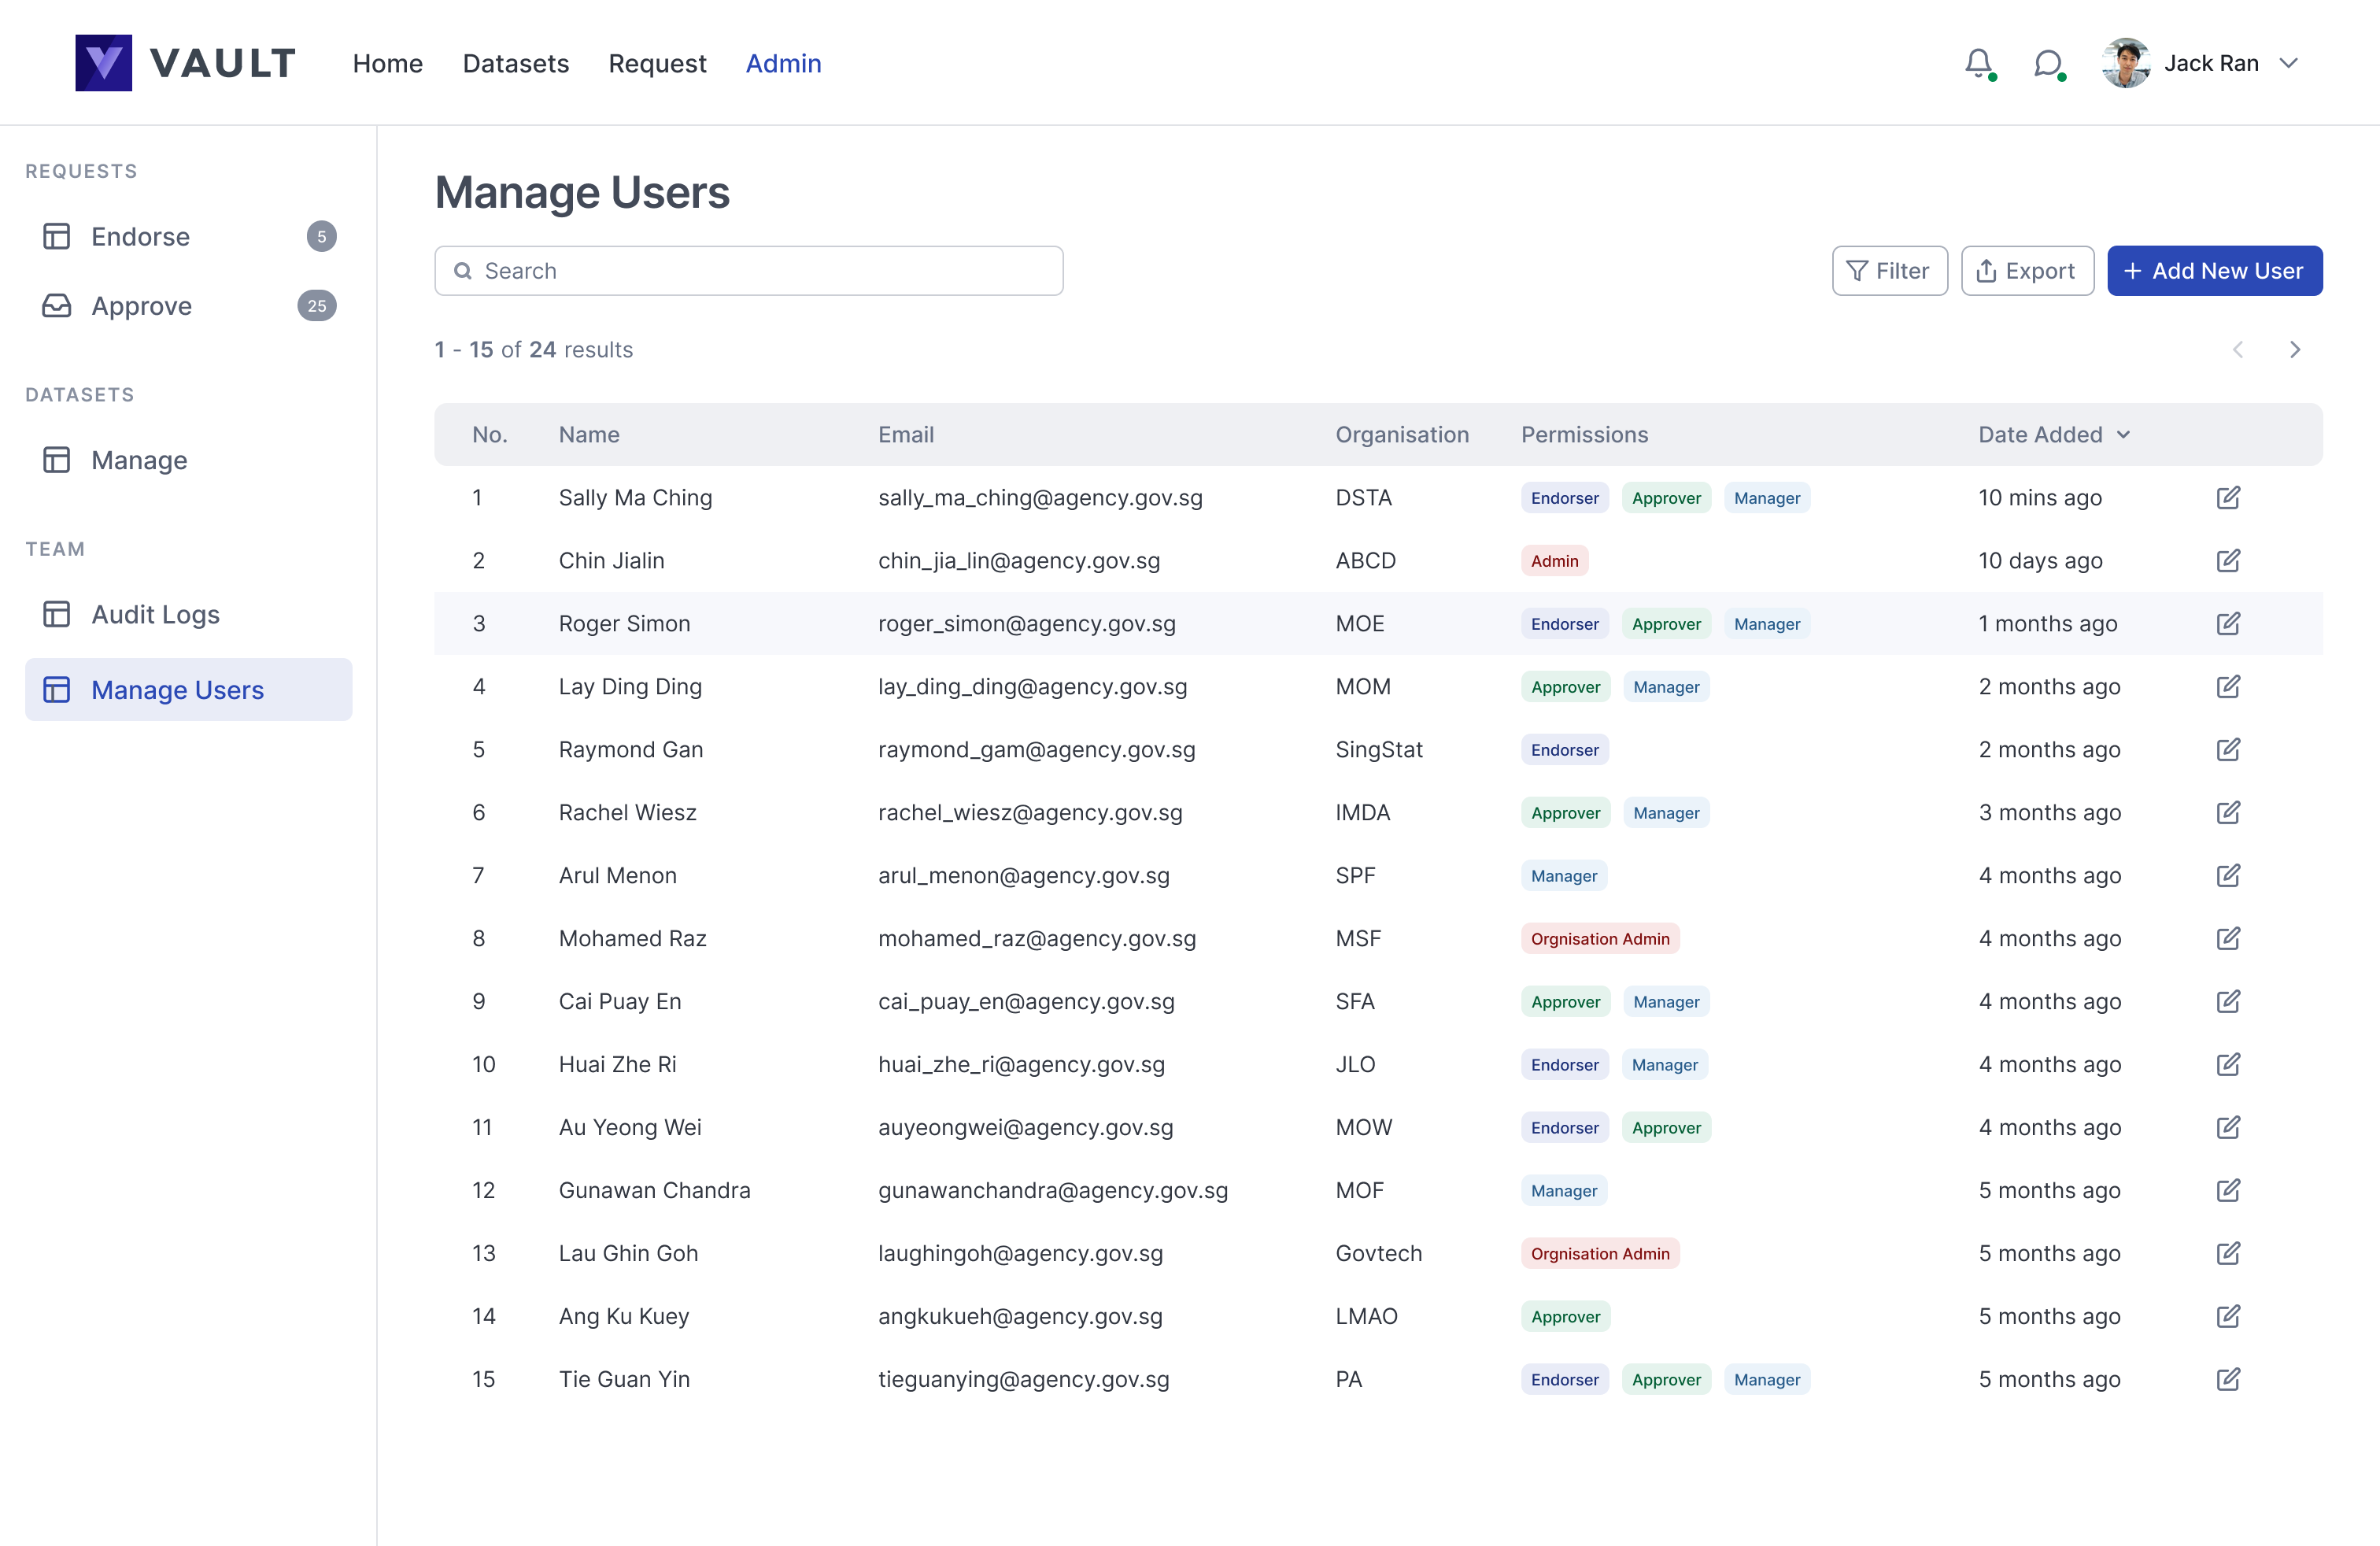 VAULT Home Datasets Request Admin Jack Ran
REQUESTS
Endorse 5
Approve 25
DATASETS
Manage
TEAM
Audit Logs
Manage Users
Manage Users
Search Filter Export + Add New User
1 - 15 of 24 results
No. Name Email Organisation Permissions Date Added
1 Sally Ma Ching sally_ma_ching@agency.gov.sg DSTA Endorser Approver Manager 10 mins ago
2 Chin Jialin chin_jia_lin@agency.gov.sg ABCD Admin 10 days ago
3 Roger Simon roger_simon@agency.gov.sg MOE Endorser Approver Manager 1 months ago
4 Lay Ding Ding lay_ding_ding@agency.gov.sg MOM Approver Manager 2 months ago
5 Raymond Gan raymond_gam@agency.gov.sg SingStat Endorser 2 months ago
6 Rachel Wiesz rachel_wiesz@agency.gov.sg IMDA Approver Manager 3 months ago
7 Arul Menon arul_menon@agency.gov.sg SPF Manager 4 months ago
8 Mohamed Raz mohamed_raz@agency.gov.sg MSF Orgnisation Admin 4 months ago
9 Cai Puay En cai_puay_en@agency.gov.sg SFA Approver Manager 4 months ago
10 Huai Zhe Ri huai_zhe_ri@agency.gov.sg JLO Endorser Manager 4 months ago
11 Au Yeong Wei auyeongwei@agency.gov.sg MOW Endorser Approver 4 months ago
12 Gunawan Chandra gunawanchandra@agency.gov.sg MOF Manager 5 months ago
13 Lau Ghin Goh laughingoh@agency.gov.sg Govtech Orgnisation Admin 5 months ago
14 Ang Ku Kuey angkukueh@agency.gov.sg LMAO Approver 5 months ago
15 Tie Guan Yin tieguanying@agency.gov.sg PA Endorser Approver Manager 5 months ago